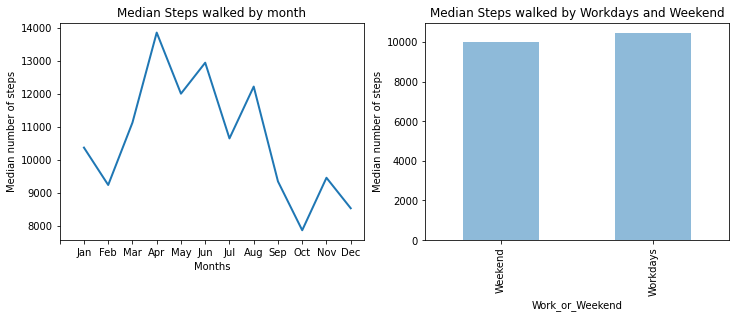 Median Steps walked by month
Median number of steps
14000
13000
12000
11000
10000
9000
8000
Jan Feb Mar Apr May Jun Jul Aug Sep Oct Nov Dec
Months
Median Steps walked by Workdays and Weekend
Median number of steps
10000
8000
6000
4000
2000
0
Weekend
Workdays
Work_or_Weekend